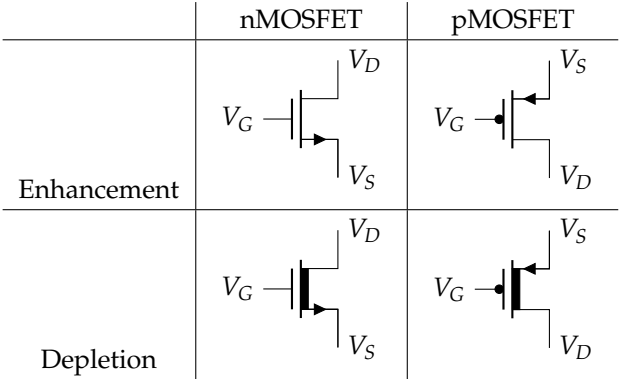 nMOSFET pMOSFET
V_D V_S
V_G V_G
V_S V_D
Enhancement
V_D V_S
V_G V_G
V_S V_D
Depletion